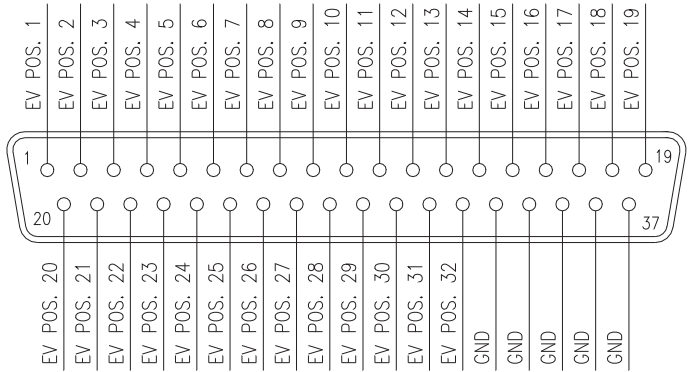 EV POS. 1
EV POS. 2
EV POS. 3
EV POS. 4
EV POS. 5
EV POS. 6
EV POS. 7
EV POS. 8
EV POS. 9
EV POS. 10
EV POS. 11
EV POS. 12
EV POS. 13
EV POS. 14
EV POS. 15
EV POS. 16
EV POS. 17
EV POS. 18
EV POS. 19
1
19
20
37
EV POS. 20
EV POS. 21
EV POS. 22
EV POS. 23
EV POS. 24
EV POS. 25
EV POS. 26
EV POS. 27
EV POS. 28
EV POS. 29
EV POS. 30
EV POS. 31
EV POS. 32
GND
GND
GND
GND
GND